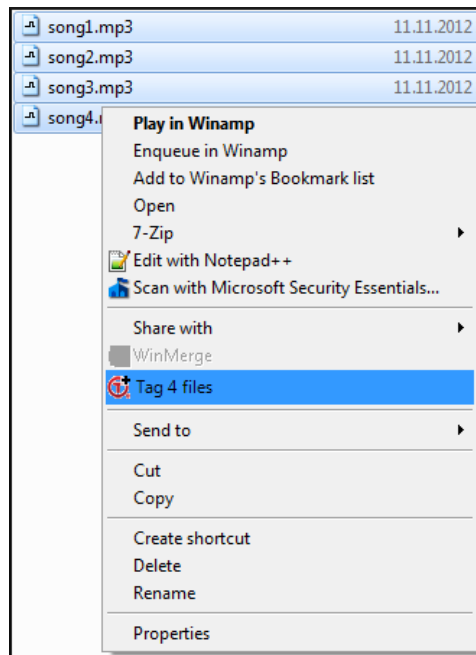 song1.mp3 11.11.2012
song2.mp3 11.11.2012
song3.mp3 11.11.2012
song4.
Play in Winamp
Enqueue in Winamp
Add to Winamp's Bookmark list
Open
7-Zip
Edit with Notepad++
Scan with Microsoft Security Essentials...
Share with
WinMerge
Tag 4 files
Send to
Cut
Copy
Create shortcut
Delete
Rename
Properties